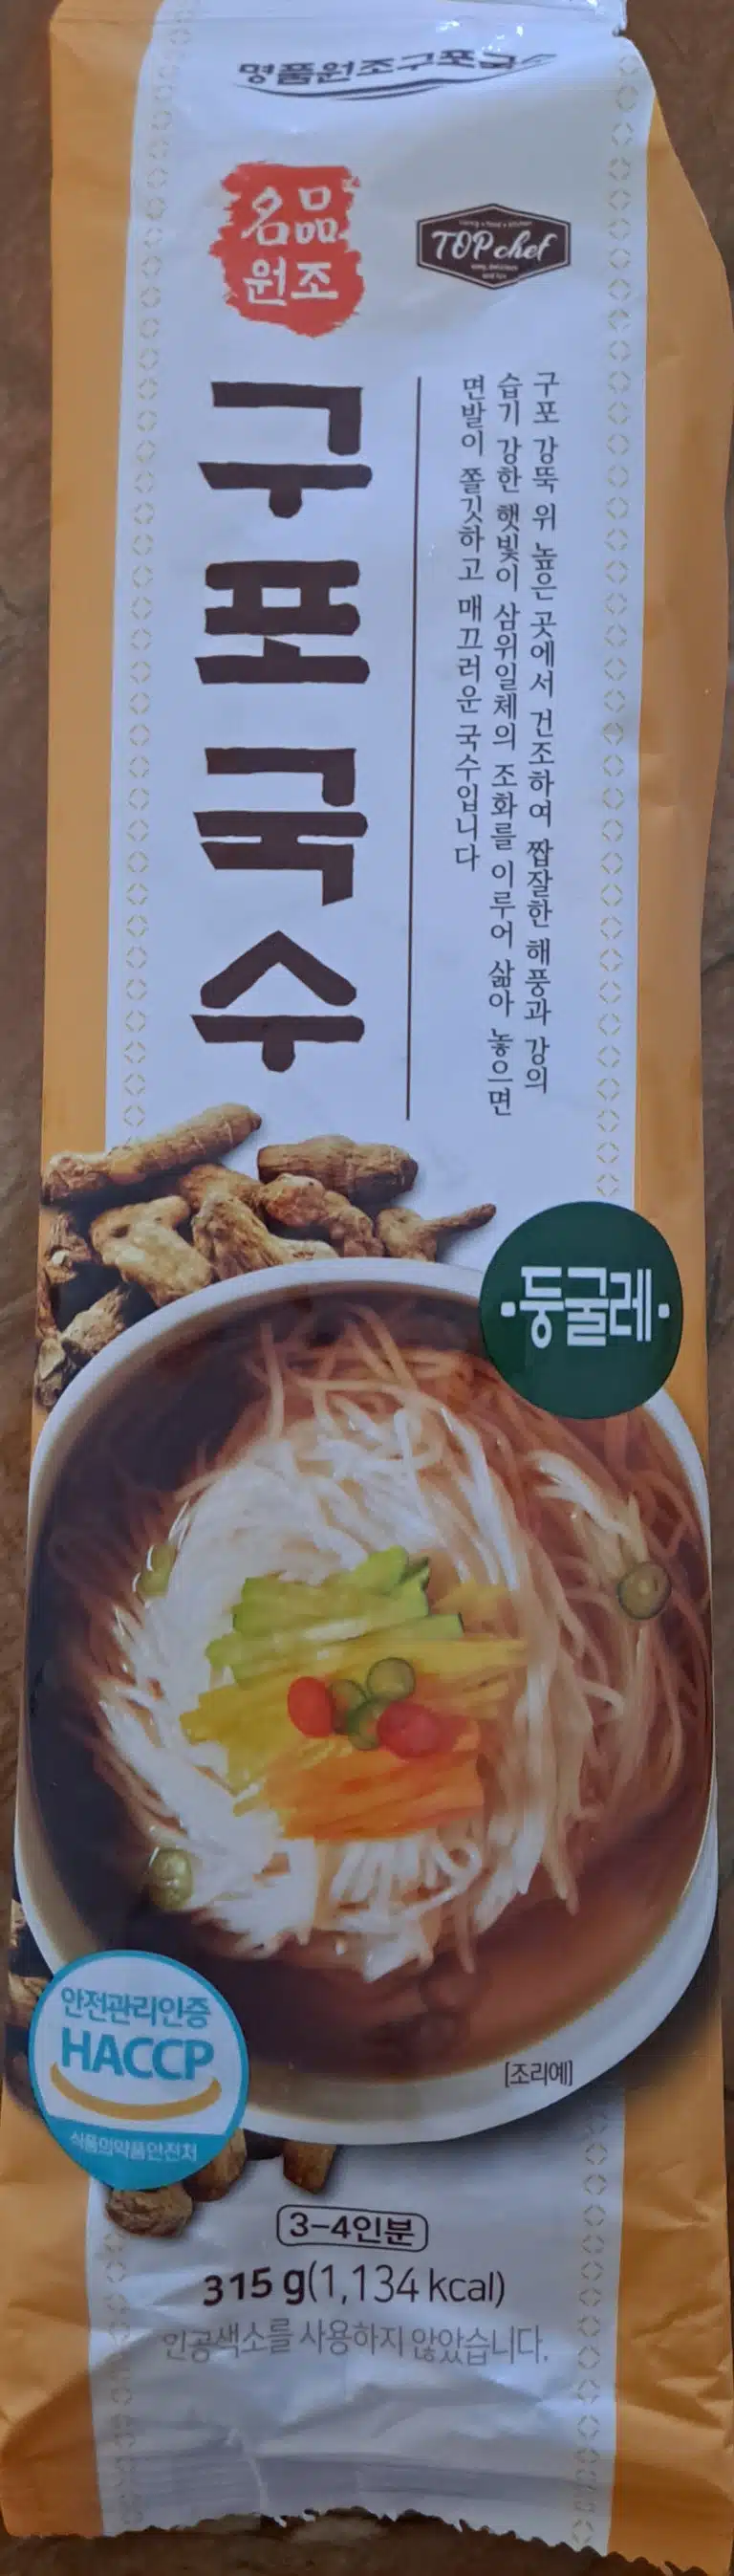 명품원조구포국수
名品
원조
TOP chef
구포국수
구포 강뚝 위 높은 곳에서 건조하여 짭잘한 해풍과 강의
습기 강한 햇빛이 삼위일체의 조화를 이루어 삶아 놓으면
면발이 쫄깃하고 매끄러운 국수입니다
·둥굴레·
안전관리인증
HACCP
식품의약품안전처
[조리예]
3-4인분
315 g(1,134 kcal)
인공색소를 사용하지 않았습니다.